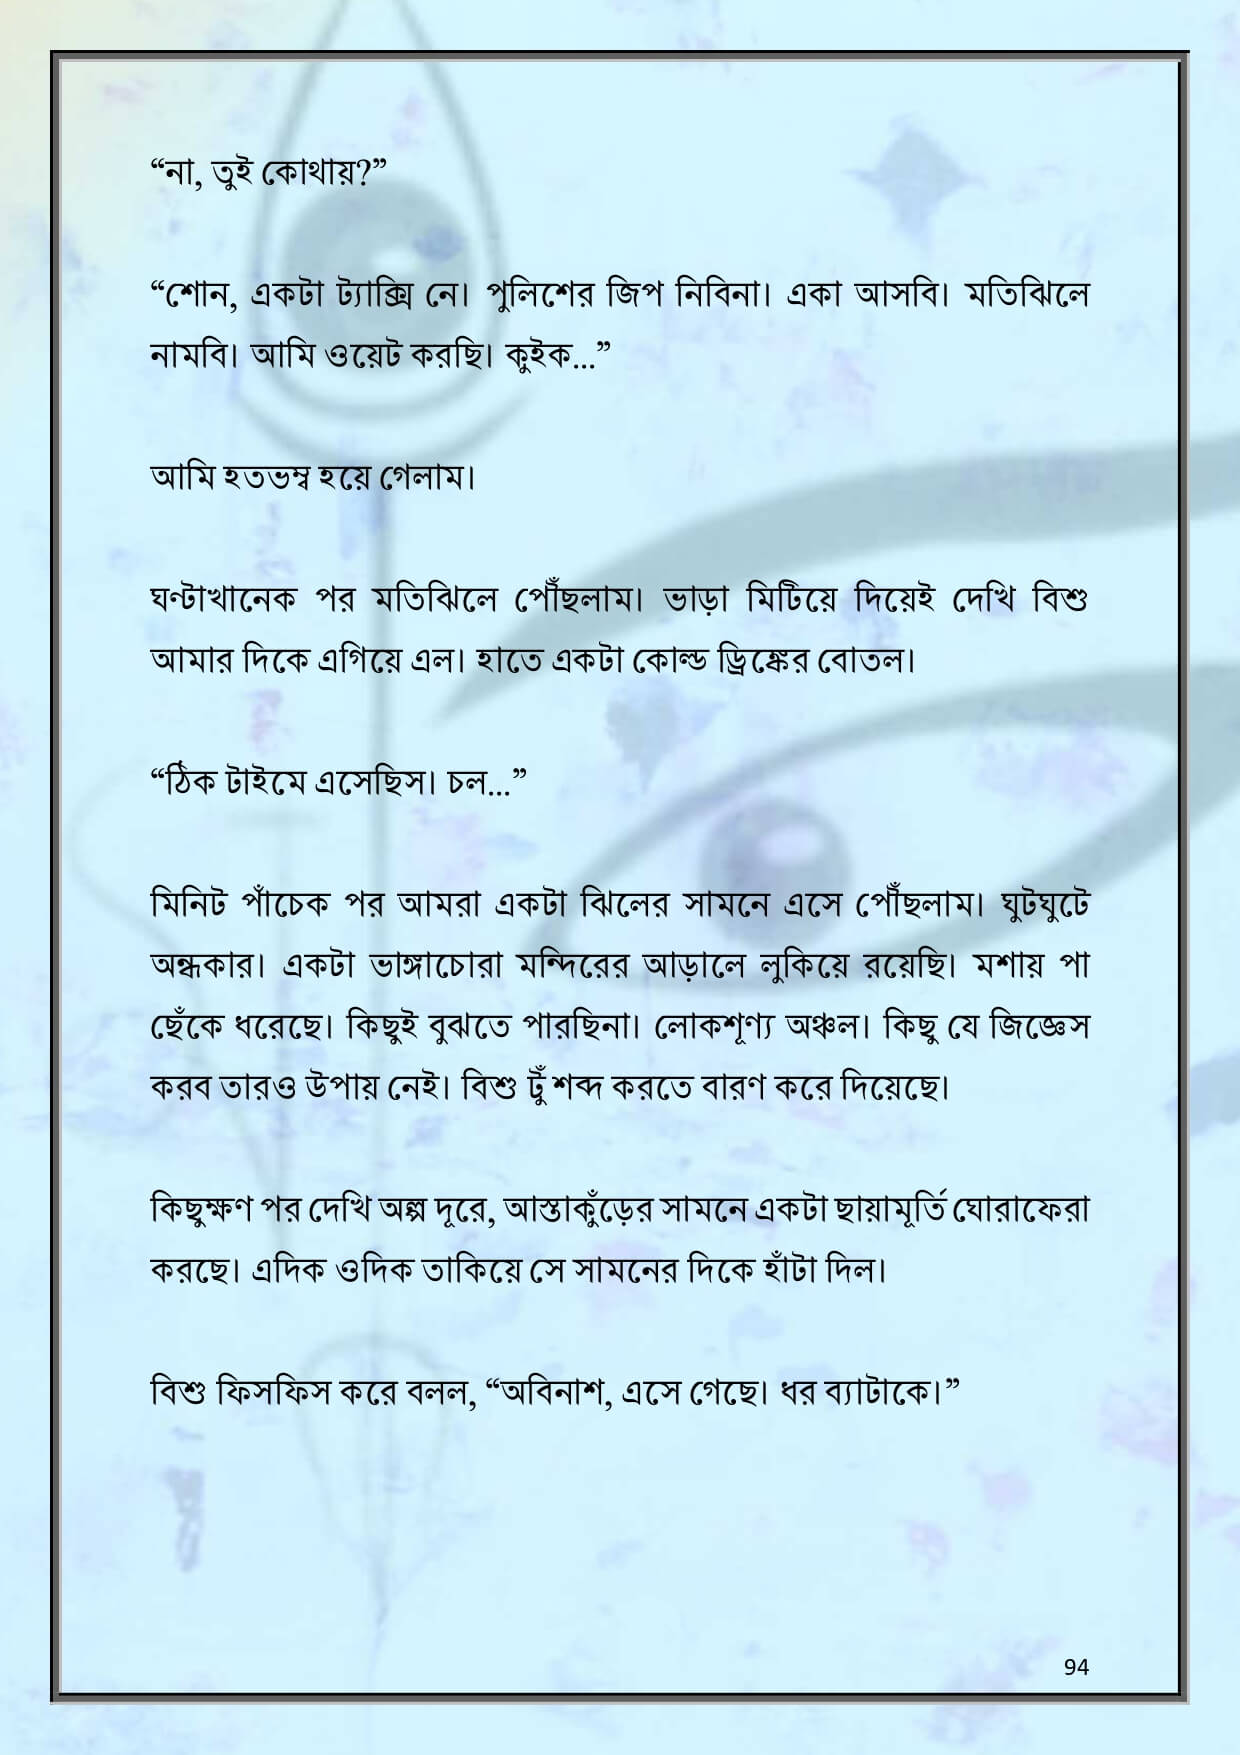 “না, তুই কোথায়?”
“শোন, একটা ট্যাক্সি নে। পুলিশের জিপ নিবিনা। একা আসবি। মতিঝিলে
নামবি। আমি ওয়েট করছি। কুইক...”
আমি হতভম্ব হয়ে গেলাম।
ঘণ্টাখানেক পর মতিঝিলে পৌঁছলাম। ভাড়া মিটিয়ে দিয়েই দেখি বিশু
আমার দিকে এগিয়ে এল। হাতে একটা কোল্ড ড্রিঙ্কের বোতল।
“ঠিক টাইমে এসেছিস। চল...”
মিনিট পাঁচেক পর আমরা একটা ঝিলের সামনে এসে পৌঁছলাম। ঘুটঘুটে
অন্ধকার। একটা ভাঙ্গাচোরা মন্দিরের আড়ালে লুকিয়ে রয়েছি। মশায় পা
ছেঁকে ধরেছে। কিছুই বুঝতে পারছিনা। লোকশূণ্য অঞ্চল। কিছু যে জিজ্ঞেস
করব তারও উপায় নেই। বিশু টুঁ শব্দ করতে বারণ করে দিয়েছে।
কিছুক্ষণ পর দেখি অল্প দূরে, আস্তাকুঁড়ের সামনে একটা ছায়ামূর্তি ঘোরাফেরা
করছে। এদিক ওদিক তাকিয়ে সে সামনের দিকে হাঁটা দিল।
বিশু ফিসফিস করে বলল, “অবিনাশ, এসে গেছে। ধর ব্যাটাকে।”
94